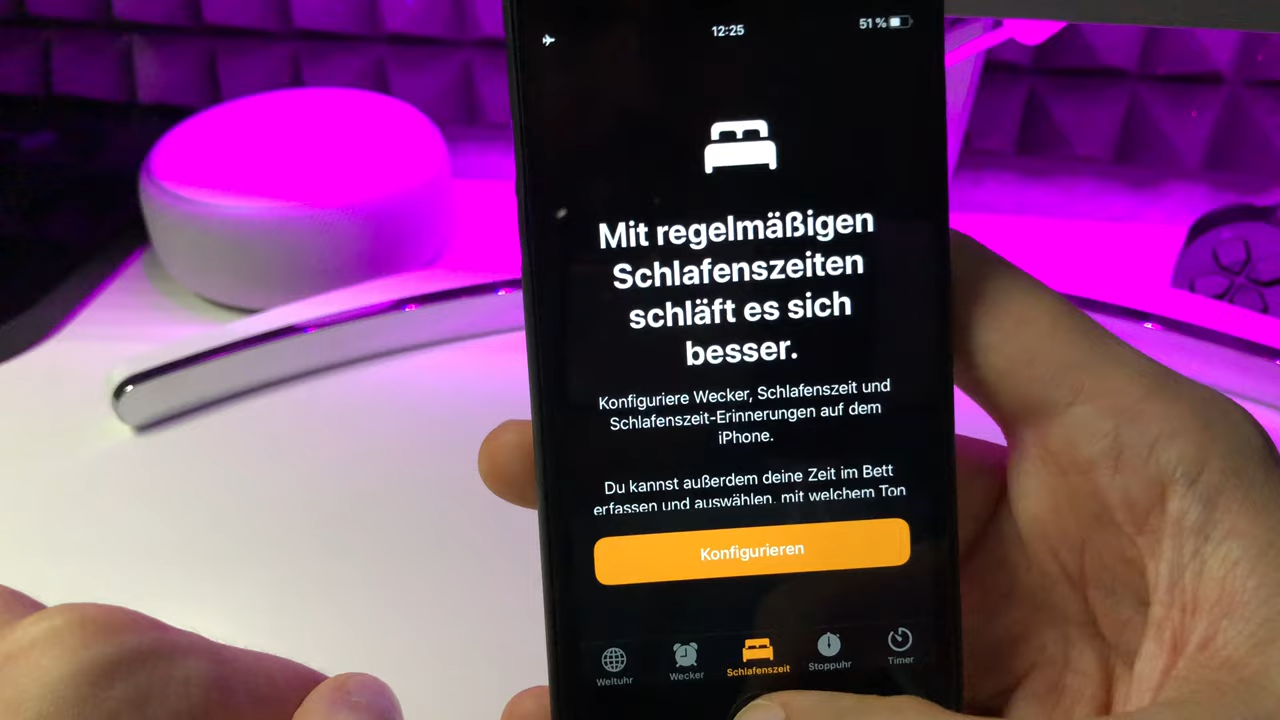 12:25
51 %
Mit regelmäßigen
Schlafenszeiten
schläft es sich
besser.
Konfiguriere Wecker, Schlafenszeit und
Schlafenszeit-Erinnerungen auf dem
iPhone.
Du kannst außerdem deine Zeit im Bett
erfassen und auswählen, mit welchem Ton
Konfigurieren
Weltuhr
Wecker
Schlafenszeit
Stoppuhr
Timer